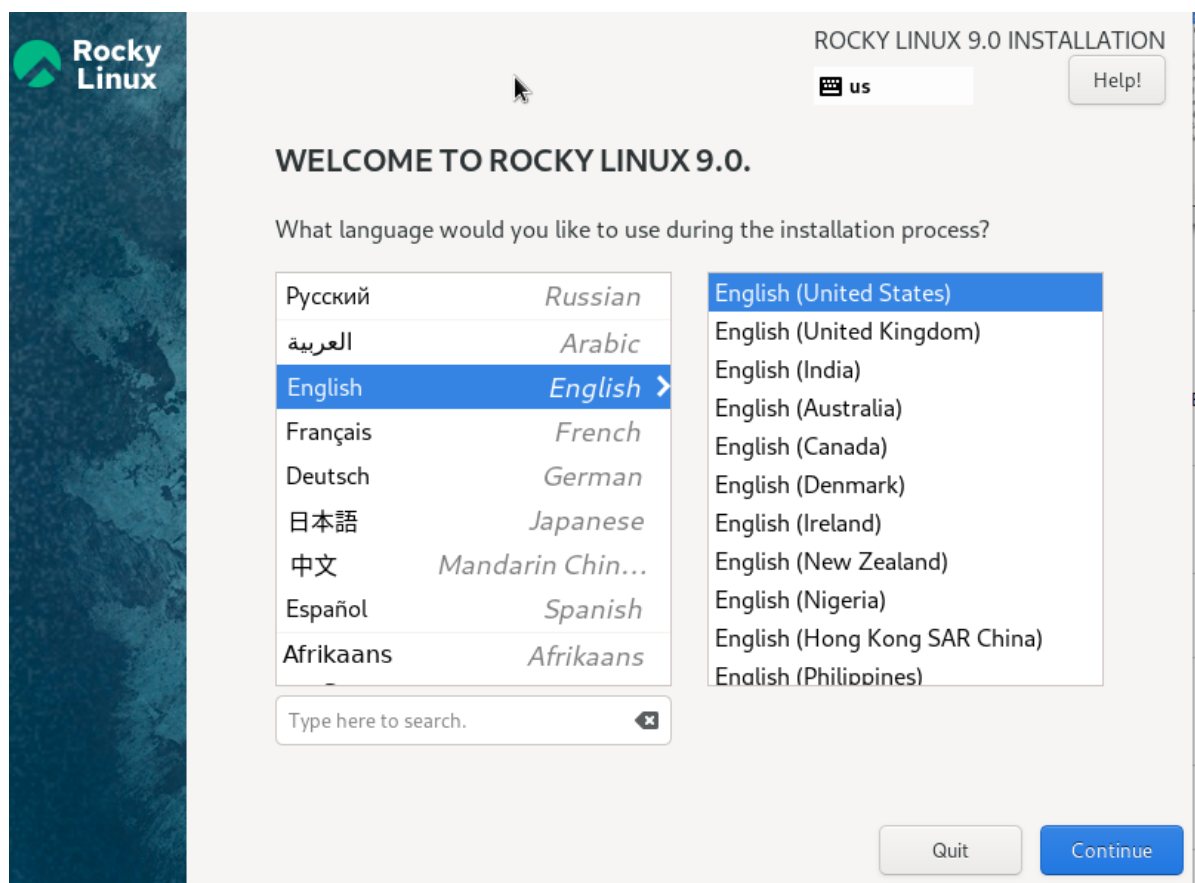 Rocky
Linux
ROCKY LINUX 9.0 INSTALLATION
us
Help!
WELCOME TO ROCKY LINUX 9.0.
What language would you like to use during the installation process?
Русский Russian
العربية Arabic
English English
Français French
Deutsch German
日本語 Japanese
中文 Mandarin Chin...
Español Spanish
Afrikaans Afrikaans
Type here to search.
English (United States)
English (United Kingdom)
English (India)
English (Australia)
English (Canada)
English (Denmark)
English (Ireland)
English (New Zealand)
English (Nigeria)
English (Hong Kong SAR China)
English (Philippines)
Quit
Continue